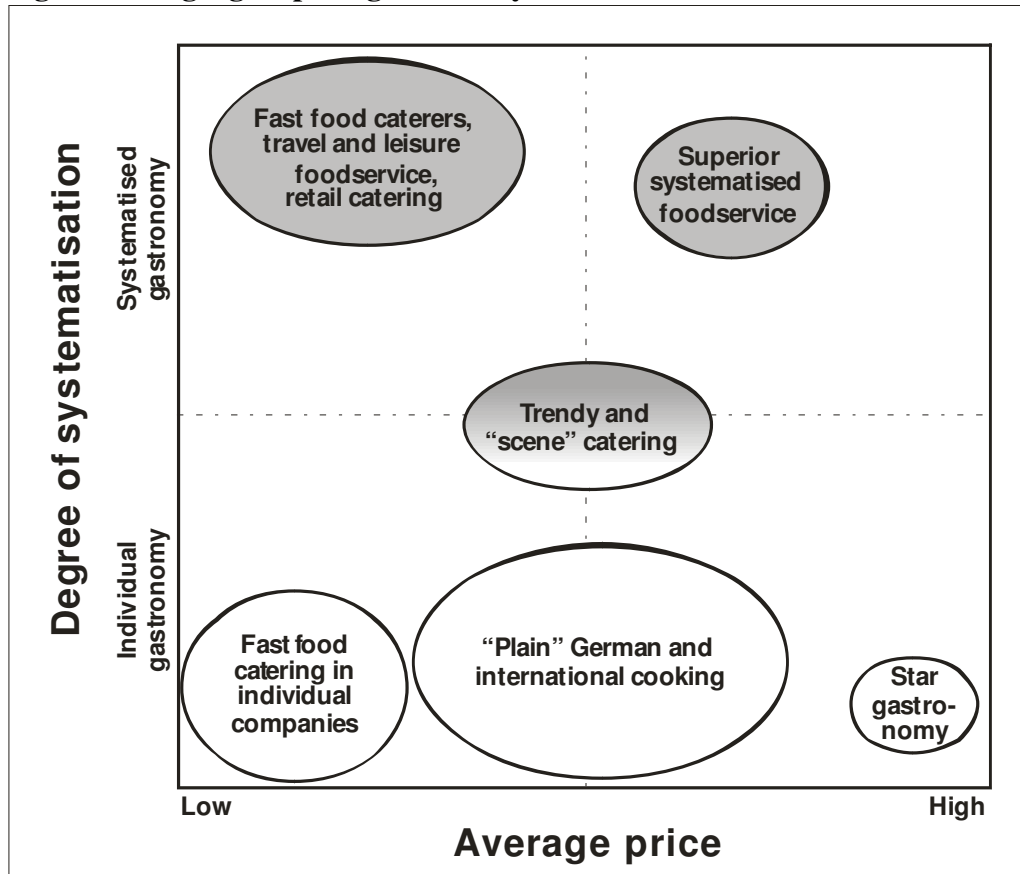 Fast food caterers,
travel and leisure
foodservice,
retail catering
Superior
systematised
foodservice
Trendy and
“scene” catering
Fast food
catering in
individual
companies
“Plain” German and
international cooking
Star
gastro-
nomy
Degree of systematisation
Systematised
gastronomy
Individual
gastronomy
Low
High
Average price